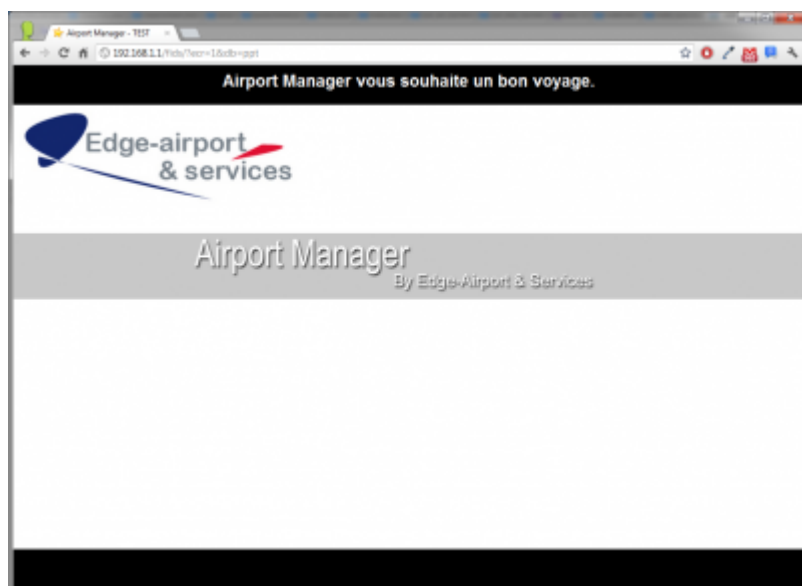 Airport Manager - TEST
192.168.1.1/fids/?ecr=1&db=ppt
Airport Manager vous souhaite un bon voyage.
Edge-airport
& services
Airport Manager
By Edge-Airport & Services